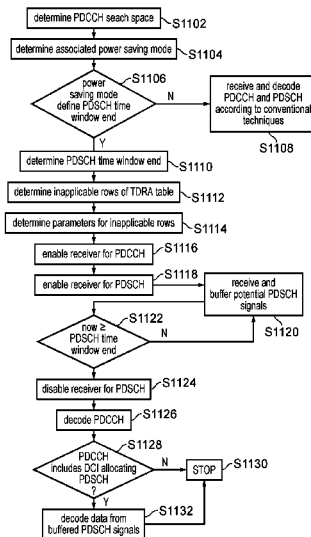 determine PDCCH seach space
S1102
determine associated power saving mode
S1104
power
saving mode
define PDSCH time
window end
S1106
N
receive and decode
PDCCH and PDSCH
according to conventional
techniques
S1108
Y
determine PDSCH time window end
S1110
determine inapplicable rows of TDRA table
S1112
determine parameters for inapplicable rows
S1114
enable receiver for PDCCH
S1116
enable receiver for PDSCH
S1118
receive and
buffer potential PDSCH
signals
S1120
now ≥
PDSCH time
window end
S1122
N
Y
disable receiver for PDSCH
S1124
decode PDCCH
S1126
PDCCH
includes DCI allocating
PDSCH
?
S1128
N
STOP
S1130
Y
decode data from
buffered PDSCH signals
S1132